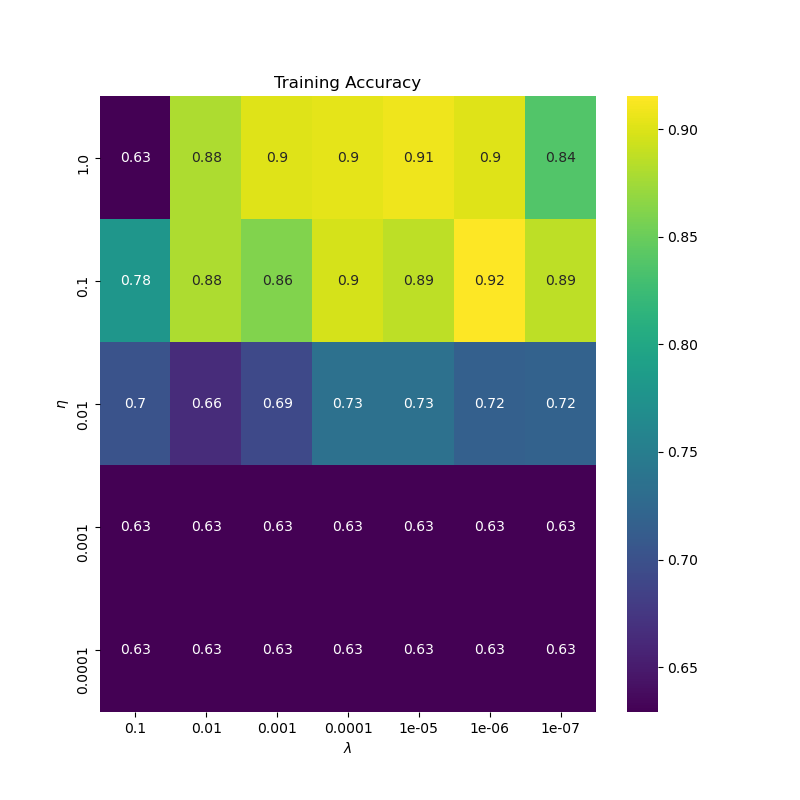 Training Accuracy
1.0 0.63 0.88 0.9 0.9 0.91 0.9 0.84
0.1 0.78 0.88 0.86 0.9 0.89 0.92 0.89
η 0.01 0.7 0.66 0.69 0.73 0.73 0.72 0.72
0.001 0.63 0.63 0.63 0.63 0.63 0.63 0.63
0.0001 0.63 0.63 0.63 0.63 0.63 0.63 0.63
0.1 0.01 0.001 0.0001 1e-05 1e-06 1e-07
λ
0.90
0.85
0.80
0.75
0.70
0.65